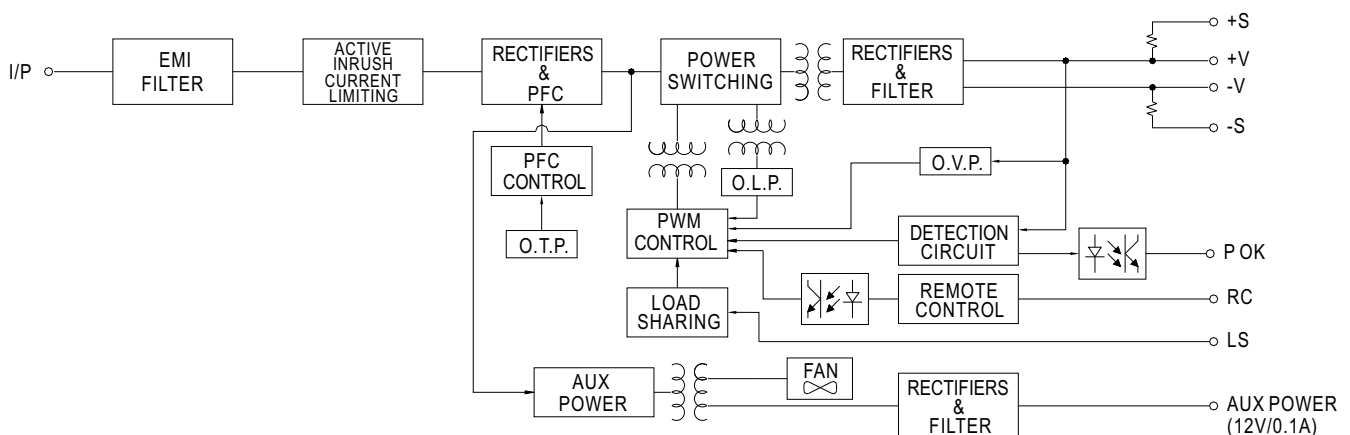 +S
I/P
EMI
FILTER
ACTIVE
INRUSH
CURRENT
LIMITING
RECTIFIERS
&
PFC
POWER
SWITCHING
RECTIFIERS
&
FILTER
+V
-V
-S
PFC
CONTROL
O.L.P.
O.V.P.
O.T.P.
PWM
CONTROL
DETECTION
CIRCUIT
P OK
LOAD
SHARING
REMOTE
CONTROL
RC
LS
AUX
POWER
FAN
RECTIFIERS
&
FILTER
AUX POWER
(12V/0.1A)